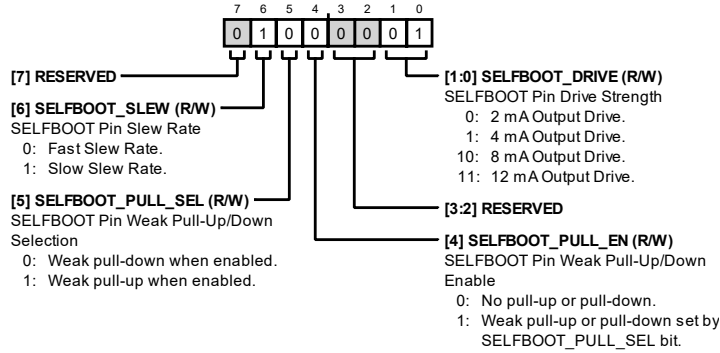 7 6 5 4 3 2 1 0
0 1 0 0 0 0 0 1
[7] RESERVED
[6] SELFBOOT_SLEW (R/W)
SELFBOOT Pin Slew Rate
0: Fast Slew Rate.
1: Slow Slew Rate.
[5] SELFBOOT_PULL_SEL (R/W)
SELFBOOT Pin Weak Pull-Up/Down
Selection
0: Weak pull-down when enabled.
1: Weak pull-up when enabled.
[1:0] SELFBOOT_DRIVE (R/W)
SELFBOOT Pin Drive Strength
0: 2 mA Output Drive.
1: 4 mA Output Drive.
10: 8 mA Output Drive.
11: 12 mA Output Drive.
[3:2] RESERVED
[4] SELFBOOT_PULL_EN (R/W)
SELFBOOT Pin Weak Pull-Up/Down
Enable
0: No pull-up or pull-down.
1: Weak pull-up or pull-down set by
SELFBOOT_PULL_SEL bit.